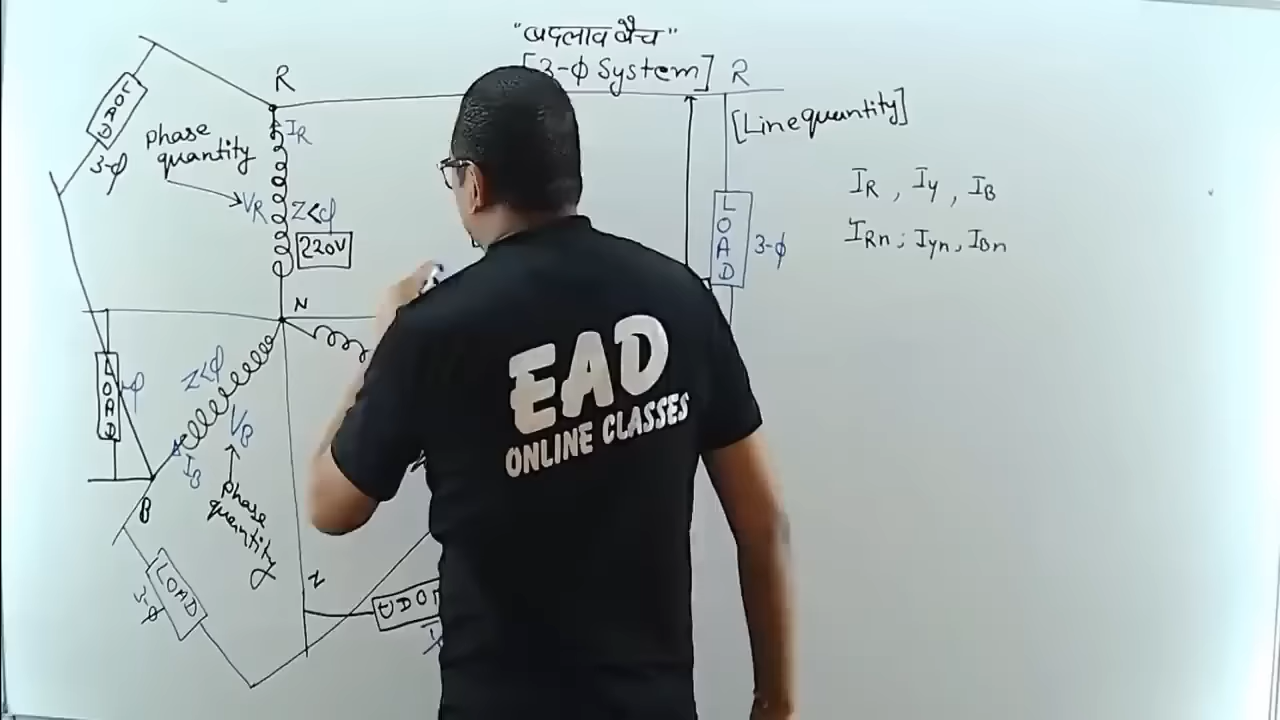 "बदलाव बैच"
[3-φ System]
R
R
[Line quantity]
I_R
Phase
quantity
V_R
Z<φ
220V
LOAD
3-φ
LOAD
3-φ
I_R , I_y , I_B
I_Rn ; I_yn, I_Bn
N
Z<φ
V_B
I_B
LOAD
B
Phase
quantity
LOAD
3-φ
N
EAD
ONLINE CLASSES